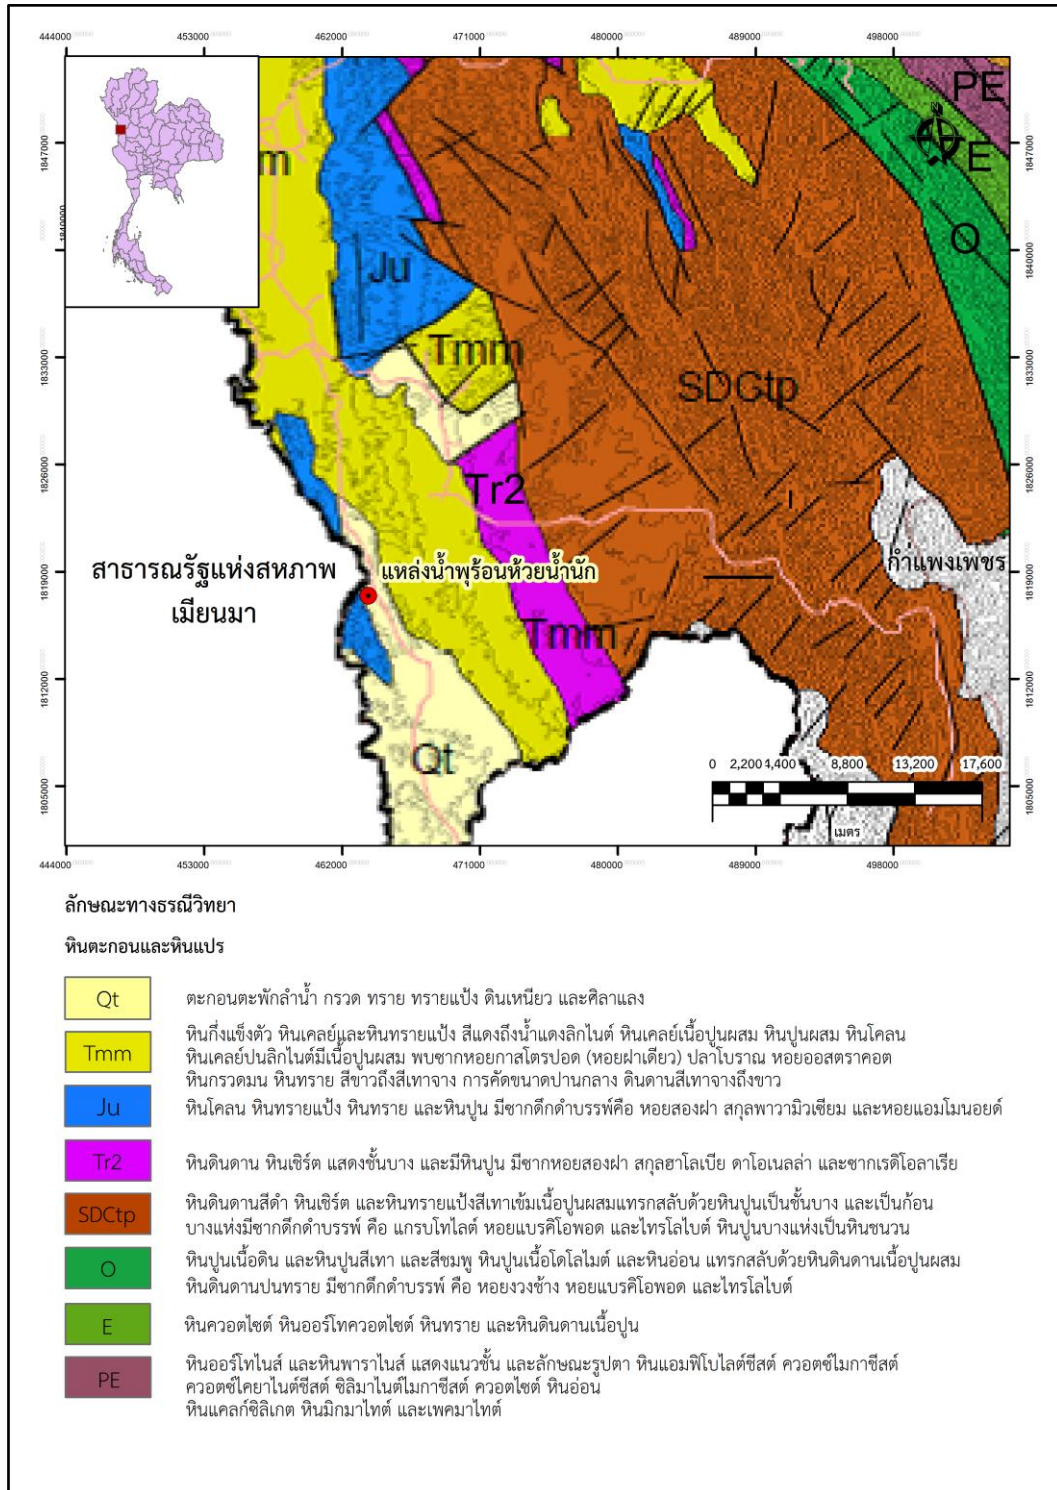 444000 453000 462000 471000 480000 489000 498000
1847000 1847000
1840000 1840000
1833000 1833000
1826000 1826000
1819000 1819000
1812000 1812000
1805000 1805000
PE
N
E
O
m
Ju
Tmm
SDCtp
Tr2
สาธารณรัฐแห่งสหภาพ
เมียนมา
แหล่งน้ำพุร้อนห้วยน้ำนัก
กำแพงเพชร
Tmm
Qt
0 2,200 4,400 8,800 13,200 17,600
เมตร
444000 453000 462000 471000 480000 489000 498000
ลักษณะทางธรณีวิทยา
หินตะกอนและหินแปร
Qt ตะกอนตะพักลำน้ำ กรวด ทราย ทรายแป้ง ดินเหนียว และศิลาแลง
Tmm หินกึ่งแข็งตัว หินเคลย์และหินทรายแป้ง สีแดงถึงน้ำแดงลิกไนต์ หินเคลย์เนื้อปูนผสม หินปูนผสม หินโคลน
หินเคลย์ปนลิกไนต์มีเนื้อปูนผสม พบซากหอยกาสโตรปอด (หอยฝาเดียว) ปลาโบราณ หอยออสตราคอต
หินกรวดมน หินทราย สีขาวถึงสีเทาจาง การคัดขนาดปานกลาง ดินดานสีเทาจางถึงขาว
Ju หินโคลน หินทรายแป้ง หินทราย และหินปูน มีซากดึกดำบรรพ์คือ หอยสองฝา สกุลพาวามิวเซียม และหอยแอมโมนอยด์
Tr2 หินดินดาน หินเชิร์ต แสดงชั้นบาง และมีหินปูน มีซากหอยสองฝา สกุลฮาโลเบีย ดาโอเนลล่า และซากเรดิโอลาเรีย
SDCtp หินดินดานสีดำ หินเชิร์ต และหินทรายแป้งสีเทาเข้มเนื้อปูนผสมแทรกสลับด้วยหินปูนเป็นชั้นบาง และเป็นก้อน
บางแห่งมีซากดึกดำบรรพ์ คือ แกรบโทไลต์ หอยแบรคิโอพอด และไทรโลไบต์ หินปูนบางแห่งเป็นหินชนวน
O หินปูนเนื้อดิน และหินปูนสีเทา และสีชมพู หินปูนเนื้อโดโลไมต์ และหินอ่อน แทรกสลับด้วยหินดินดานเนื้อปูนผสม
หินดินดานปนทราย มีซากดึกดำบรรพ์ คือ หอยงวงช้าง หอยแบรคิโอพอด และไทรโลไบต์
E หินควอตไซต์ หินออร์โทควอตไซต์ หินทราย และหินดินดานเนื้อปูน
PE หินออร์โทไนส์ และหินพาราไนส์ แสดงแนวชั้น และลักษณะรูปตา หินแอมฟิโบไลต์ชีสต์ ควอตซ์ไมกาชีสต์
ควอตซ์ไคยาไนต์ชีสต์ ซิลิมาไนต์ไมกาชีสต์ ควอตไซต์ หินอ่อน
หินแคลก์ซิลิเกต หินมิกมาไทต์ และเพคมาไทต์